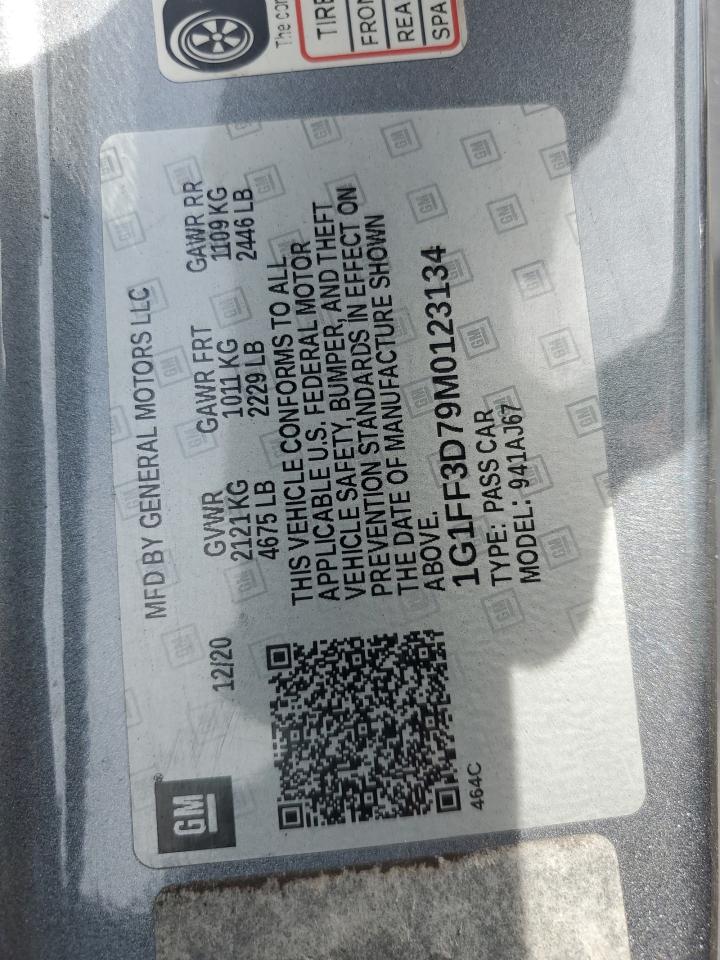 The con
TIRE
FRON
REA
SPA
MFD BY GENERAL MOTORS LLC
12/20
GVWR
2121 KG
4675 LB
GAWR FRT
1011 KG
2229 LB
GAWR RR
1109 KG
2446 LB
THIS VEHICLE CONFORMS TO ALL
APPLICABLE U.S. FEDERAL MOTOR
VEHICLE SAFETY, BUMPER, AND THEFT
PREVENTION STANDARDS IN EFFECT ON
THE DATE OF MANUFACTURE SHOWN
ABOVE.
1G1FF3D79M0123134
TYPE: PASS CAR
MODEL: 941AJ67
GM
464C